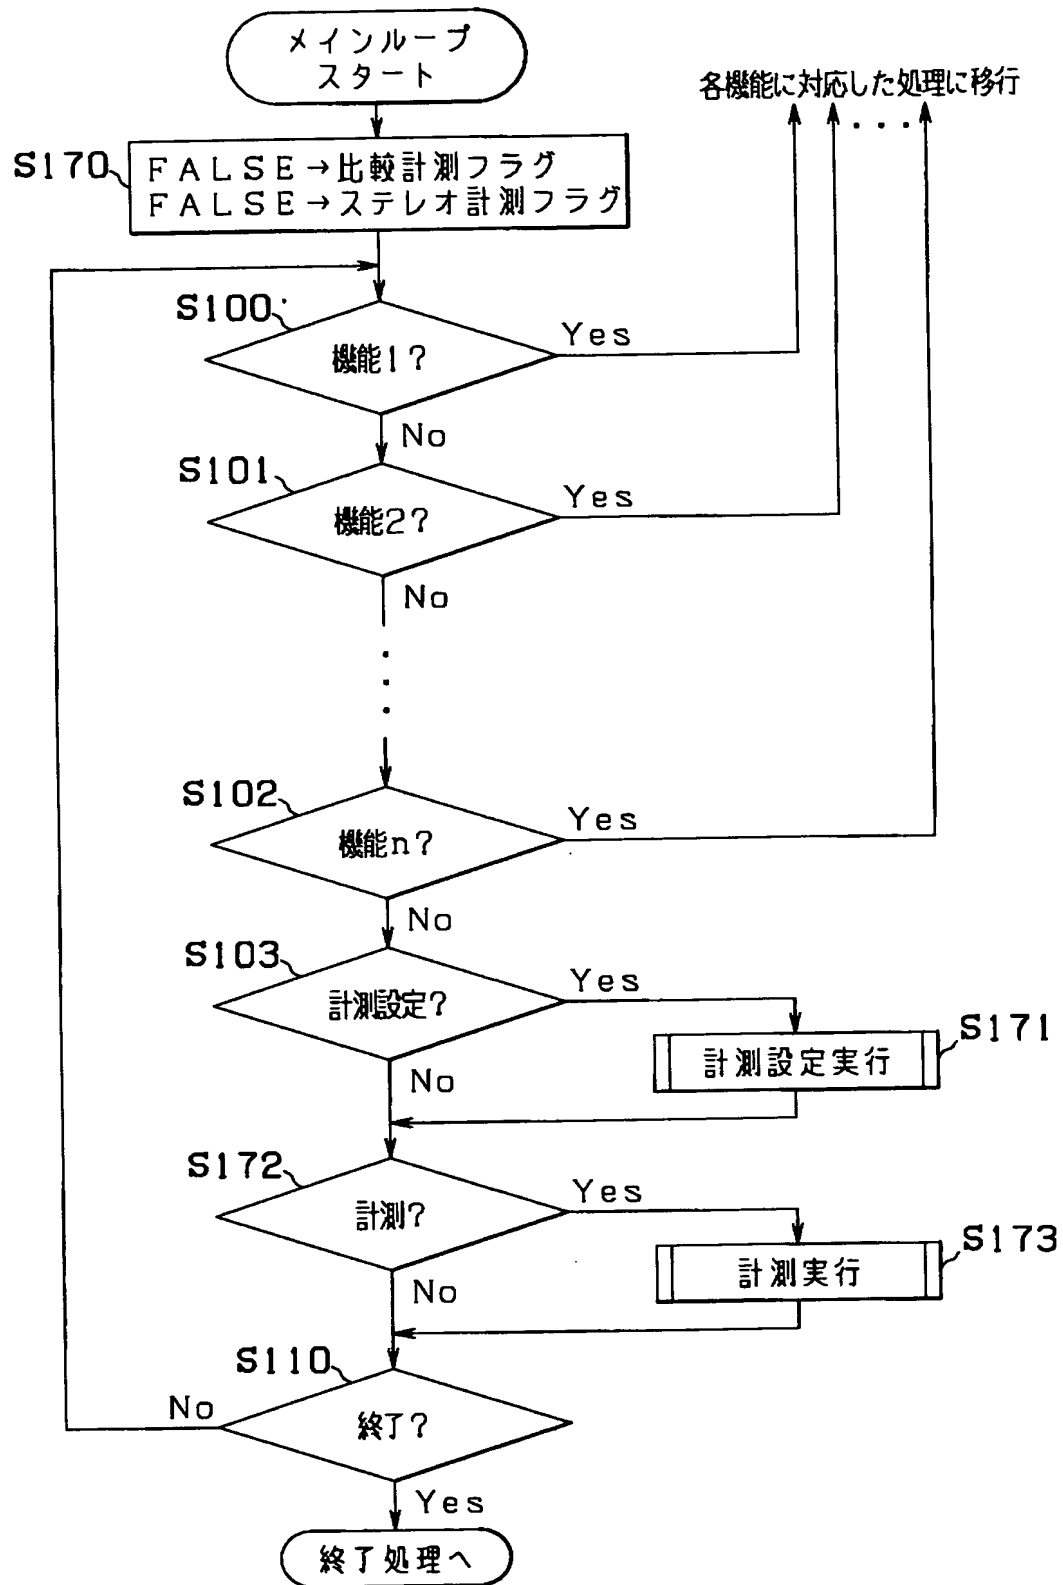 メインループ
スタート
各機能に対応した処理に移行
S170
FALSE→比較計測フラグ
FALSE→ステレオ計測フラグ
S100
機能1?
Yes
No
S101
機能2?
Yes
No
S102
機能n?
Yes
No
S103
計測設定?
Yes
S171
計測設定実行
No
S172
計測?
Yes
S173
計測実行
No
S110
終了?
No
Yes
終了処理へ